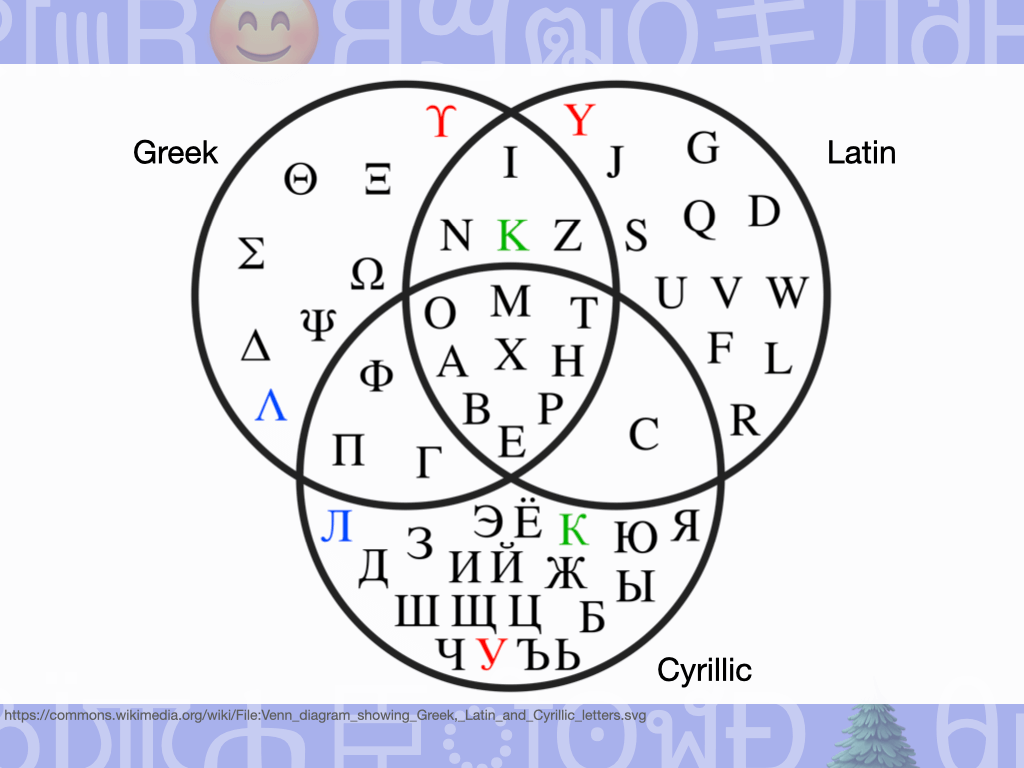 ϒ Y
Greek I J G Latin
Θ Ξ
Q D
Σ N K Z S
Ω
U V W
O M T
Ψ
Δ F L
A X H
Φ
Λ B P
R
E C
Π Γ
Л З Э Ё К Ю Я
Д И Й Ж Ы
Ш Щ Ц Б
Ч У Ъ Ь
Cyrillic
https://commons.wikimedia.org/wiki/File:Venn_diagram_showing_Greek,_Latin_and_Cyrillic_letters.svg